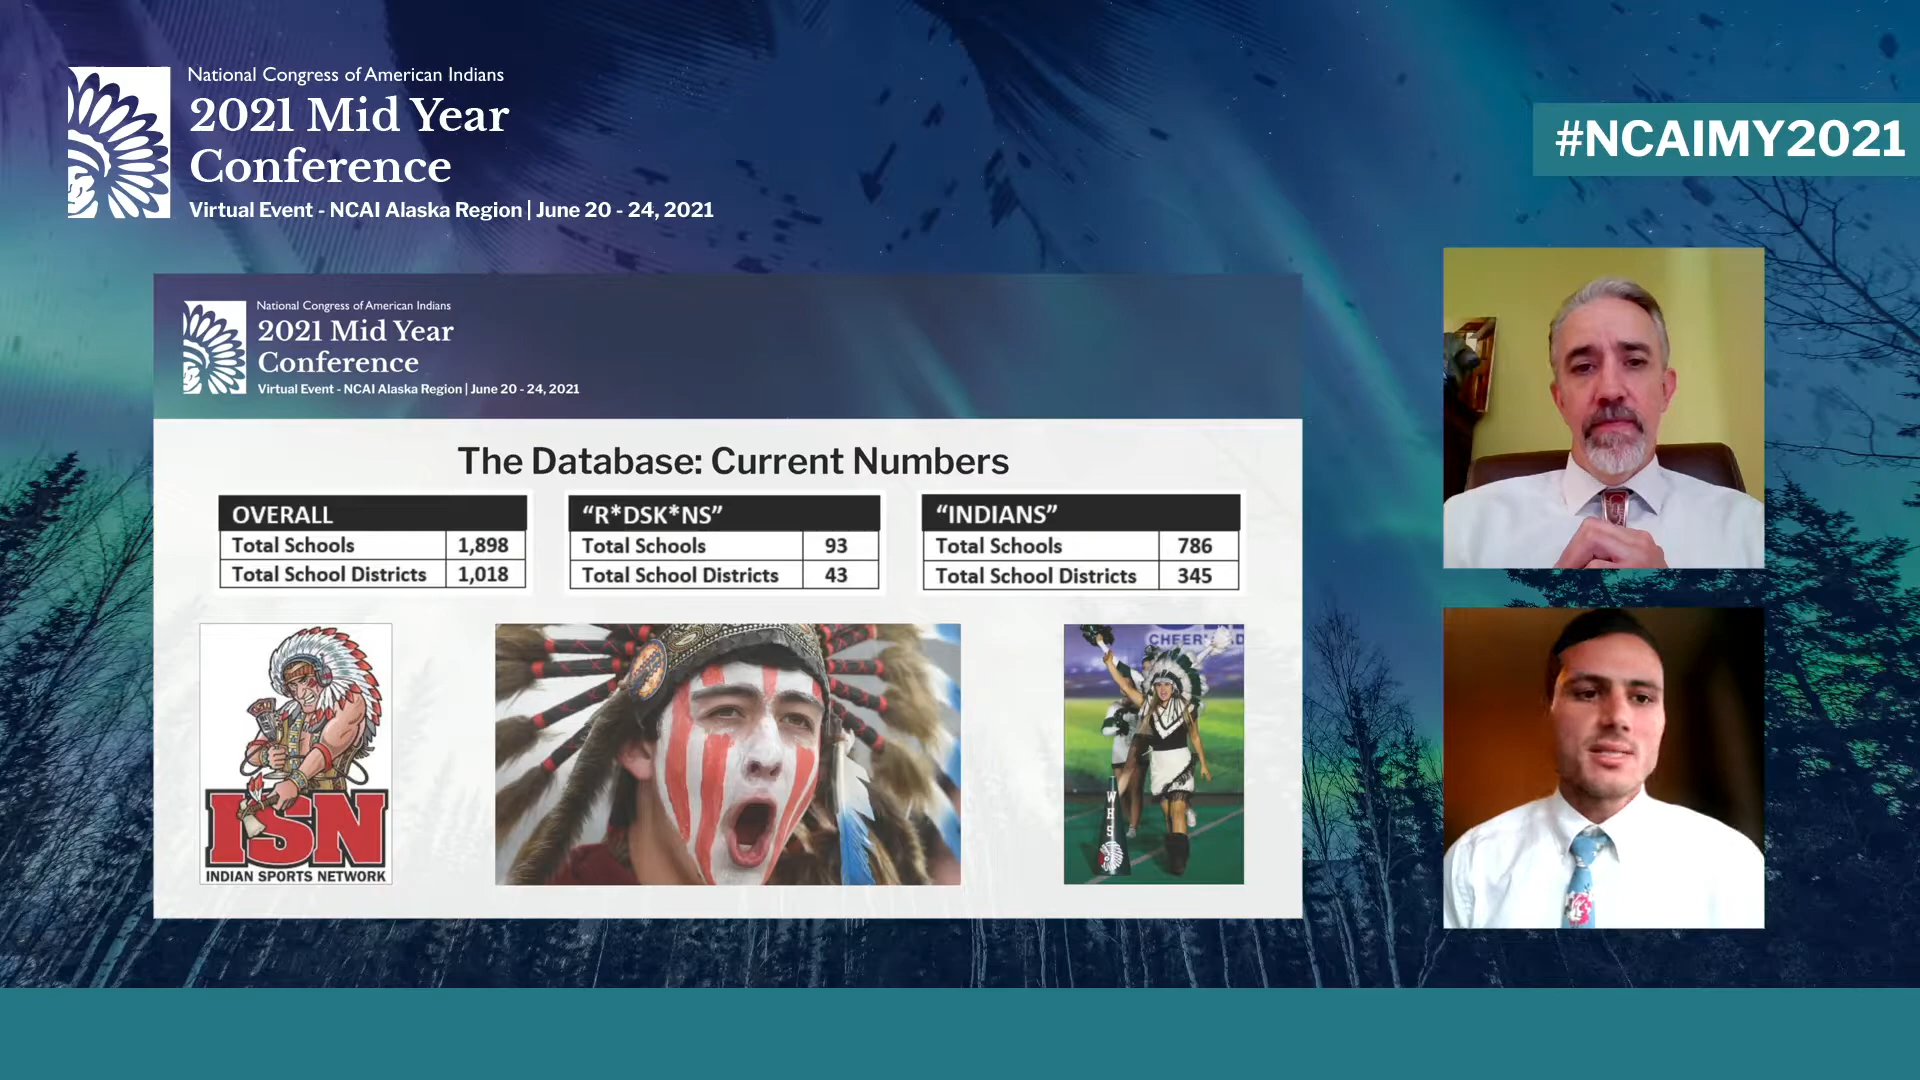 National Congress of American Indians
2021 Mid Year
Conference
Virtual Event - NCAI Alaska Region | June 20 - 24, 2021
#NCAIMY2021
National Congress of American Indians
2021 Mid Year
Conference
Virtual Event - NCAI Alaska Region | June 20 - 24, 2021
The Database: Current Numbers
OVERALL
Total Schools 1,898
Total School Districts 1,018
“R*DSK*NS”
Total Schools 93
Total School Districts 43
“INDIANS”
Total Schools 786
Total School Districts 345
ISN
INDIAN SPORTS NETWORK
WHS